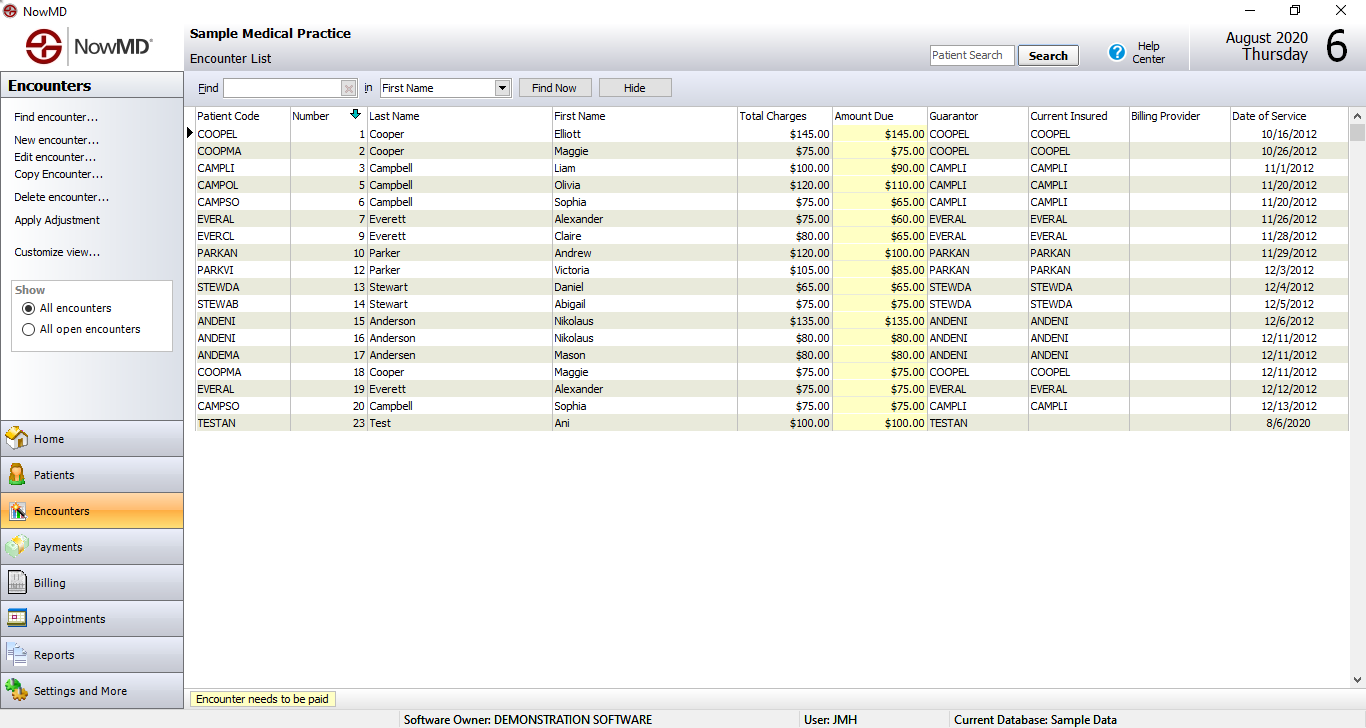 NowMD
NowMD®
Sample Medical Practice
Encounter List
Patient Search
Search
? Help Center
August 2020
Thursday
6
Encounters
Find encounter...
New encounter...
Edit encounter...
Copy Encounter...
Delete encounter...
Apply Adjustment
Customize view...
Show
All encounters
All open encounters
Home
Patients
Encounters
Payments
Billing
Appointments
Reports
Settings and More
Find in First Name Find Now Hide
Patient Code Number Last Name First Name Total Charges Amount Due Guarantor Current Insured Billing Provider Date of Service
COOPEL 1 Cooper Elliott $145.00 $145.00 COOPEL COOPEL 10/16/2012
COOPMA 2 Cooper Maggie $75.00 $75.00 COOPEL COOPEL 10/26/2012
CAMPLI 3 Campbell Liam $100.00 $90.00 CAMPLI CAMPLI 11/1/2012
CAMPOL 5 Campbell Olivia $120.00 $110.00 CAMPLI CAMPLI 11/20/2012
CAMPSO 6 Campbell Sophia $75.00 $65.00 CAMPLI CAMPLI 11/20/2012
EVERAL 7 Everett Alexander $75.00 $60.00 EVERAL EVERAL 11/26/2012
EVERCL 9 Everett Claire $80.00 $65.00 EVERAL EVERAL 11/28/2012
PARKAN 10 Parker Andrew $120.00 $100.00 PARKAN PARKAN 11/29/2012
PARKVI 12 Parker Victoria $105.00 $85.00 PARKAN PARKAN 12/3/2012
STEWDA 13 Stewart Daniel $65.00 $65.00 STEWDA STEWDA 12/4/2012
STEWAB 14 Stewart Abigail $75.00 $75.00 STEWDA STEWDA 12/5/2012
ANDENI 15 Anderson Nikolaus $135.00 $135.00 ANDENI ANDENI 12/6/2012
ANDENI 16 Anderson Nikolaus $80.00 $80.00 ANDENI ANDENI 12/11/2012
ANDEMA 17 Andersen Mason $80.00 $80.00 ANDENI ANDENI 12/11/2012
COOPMA 18 Cooper Maggie $75.00 $75.00 COOPEL COOPEL 12/11/2012
EVERAL 19 Everett Alexander $75.00 $75.00 EVERAL EVERAL 12/12/2012
CAMPSO 20 Campbell Sophia $75.00 $75.00 CAMPLI CAMPLI 12/13/2012
TESTAN 23 Test Ani $100.00 $100.00 TESTAN 8/6/2020
Encounter needs to be paid
Software Owner: DEMONSTRATION SOFTWARE User: JMH Current Database: Sample Data